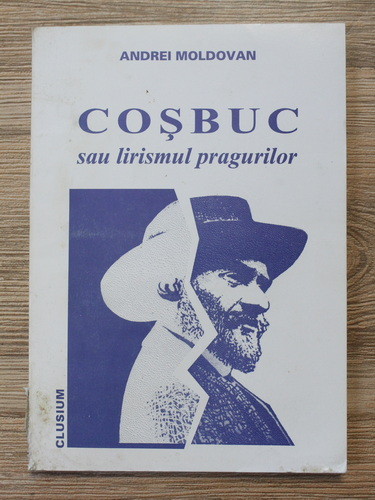 ANDREI MOLDOVAN
COŞBUC
sau lirismul pragurilor
CLUSIUM